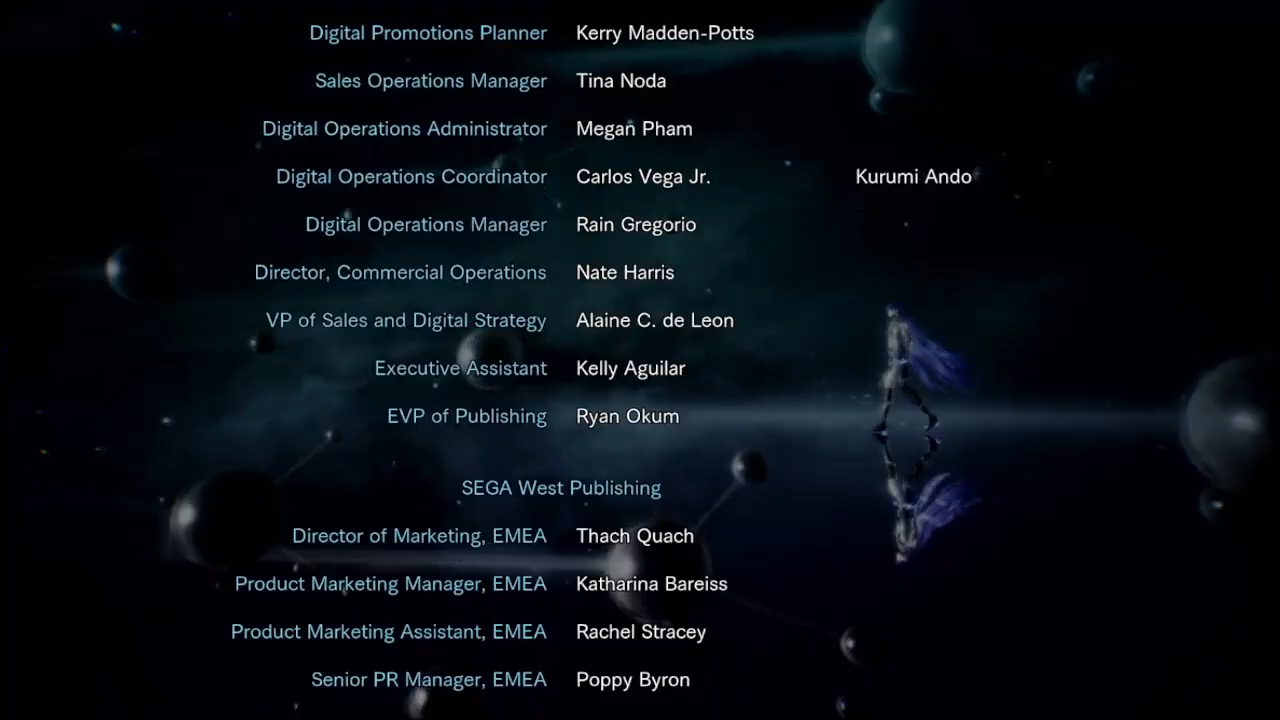 Digital Promotions Planner Kerry Madden-Potts
Sales Operations Manager Tina Noda
Digital Operations Administrator Megan Pham
Digital Operations Coordinator Carlos Vega Jr. Kurumi Ando
Digital Operations Manager Rain Gregorio
Director, Commercial Operations Nate Harris
VP of Sales and Digital Strategy Alaine C. de Leon
Executive Assistant Kelly Aguilar
EVP of Publishing Ryan Okum
SEGA West Publishing
Director of Marketing, EMEA Thach Quach
Product Marketing Manager, EMEA Katharina Bareiss
Product Marketing Assistant, EMEA Rachel Stracey
Senior PR Manager, EMEA Poppy Byron